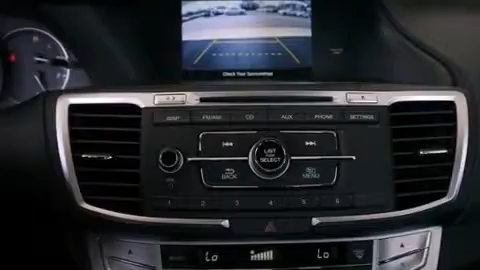 Check Your Surroundings
DISP FM/AM CD AUX PHONE SETTINGS
LIST
SELECT
BACK MENU
1 2 3 4 5 6
Lo Lo